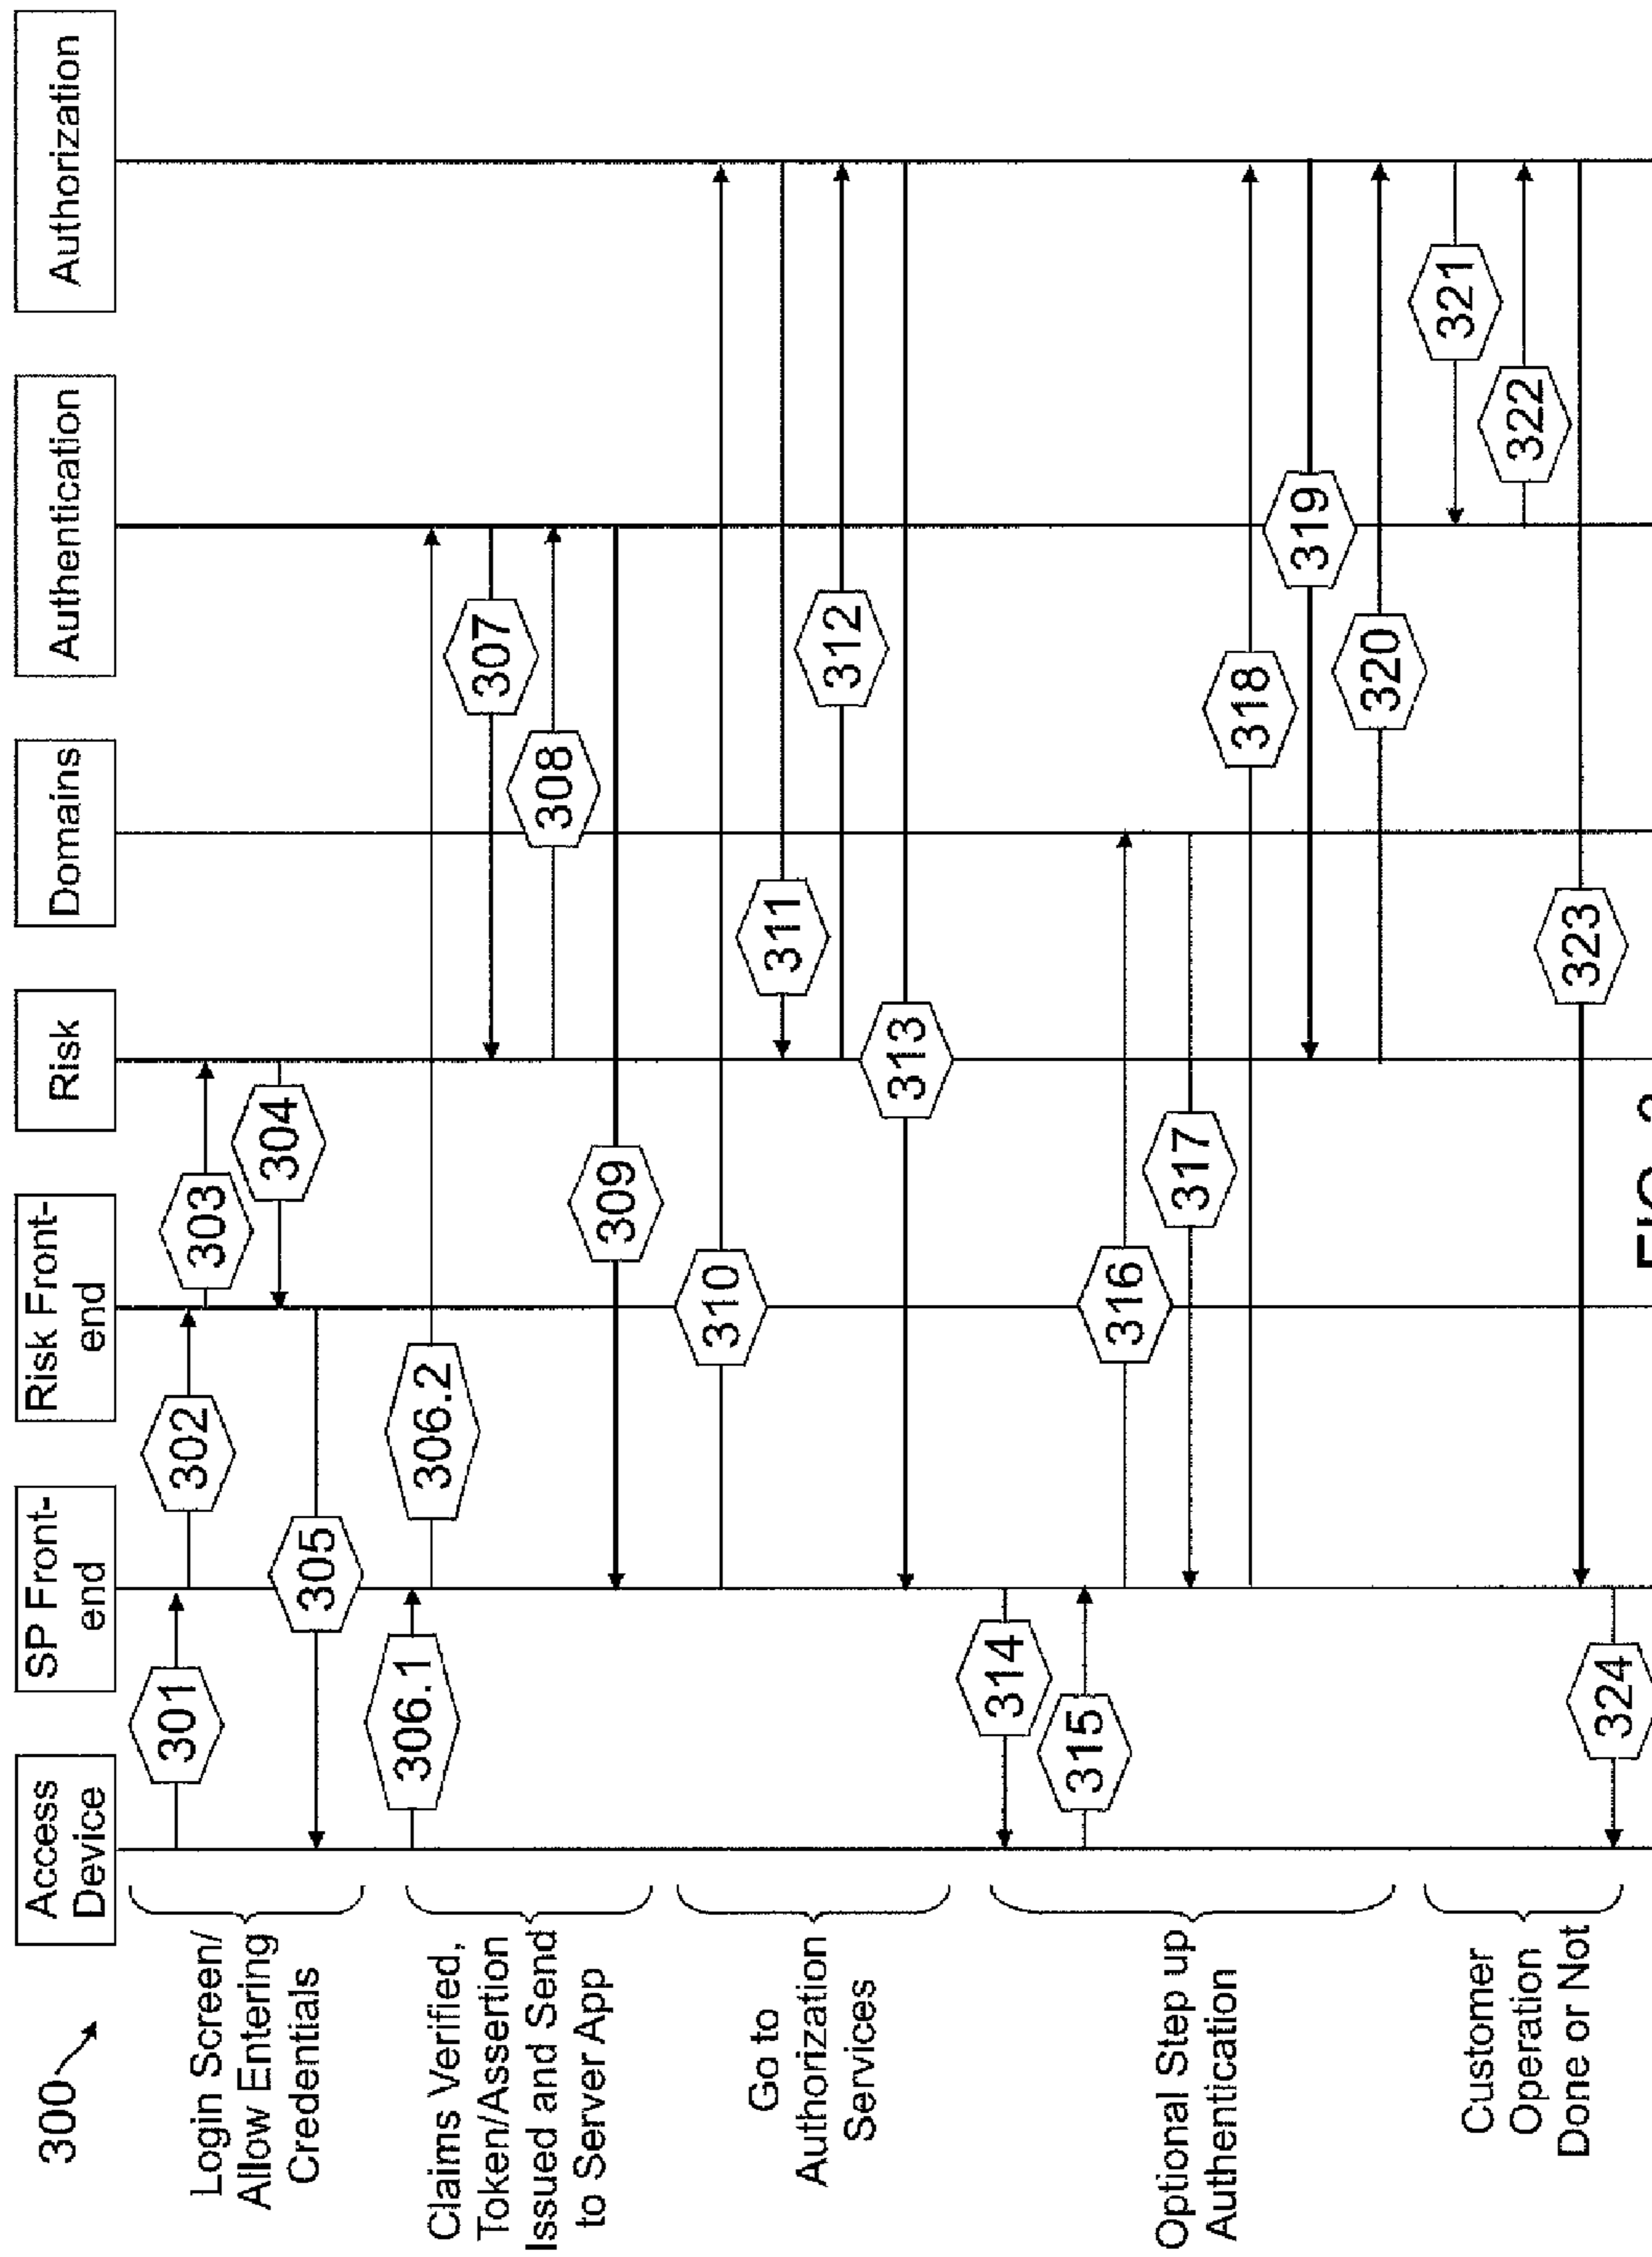 300
Access
Device
SP Front-
end
Risk Front-
end
Risk
Domains
Authentication
Authorization
Login Screen/
Allow Entering
Credentials
301
302
303
304
305
Claims Verified,
Token/Assertion
Issued and Send
to Server App
306.1
306.2
307
308
309
Go to
Authorization
Services
310
311
312
313
Optional Step up
Authentication
314
315
316
317
318
319
320
Customer
Operation
Done or Not
321
322
323
324